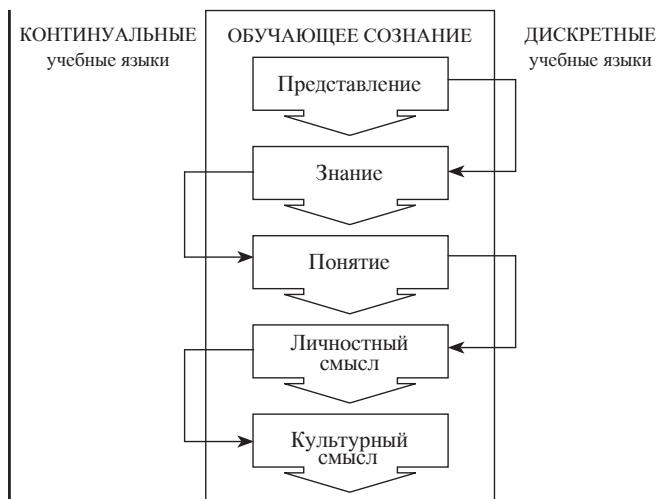 КОНТИНУАЛЬНЫЕ
учебные языки
ОБУЧАЮЩЕЕ СОЗНАНИЕ
ДИСКРЕТНЫЕ
учебные языки
Представление
Знание
Понятие
Личностный
смысл
Культурный
смысл